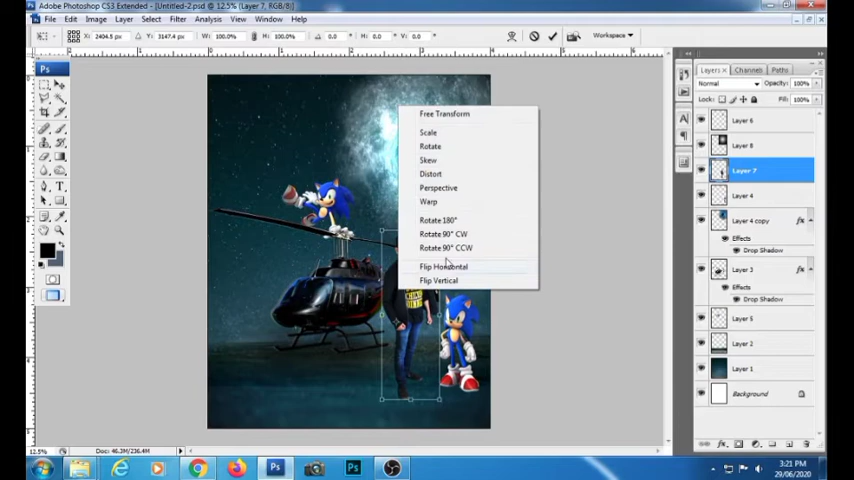 Adobe Photoshop CS3 Extended - [Untitled-2.psd @ 12.5% (Layer 7, RGB/8)]
File Edit Image Layer Select Filter Analysis View Window Help
X: 2404.5 px Y: 3147.4 px W: 100.0% H: 100.0% 0.0 H: 0.0 V: 0.0 Workspace
Ps
Layers Channels Paths
Normal Opacity: 100%
Lock: Fill: 100%
Layer 6
Layer 8
Layer 7
Layer 4
Layer 4 copy fx
Effects
Drop Shadow
Layer 3 fx
Effects
Drop Shadow
Layer 5
Layer 2
Layer 1
Background
Free Transform
Scale
Rotate
Skew
Distort
Perspective
Warp
Rotate 180°
Rotate 90° CW
Rotate 90° CCW
Flip Horizontal
Flip Vertical
12.5% Doc: 46.3M/236.4M
3:21 PM
29/06/2020